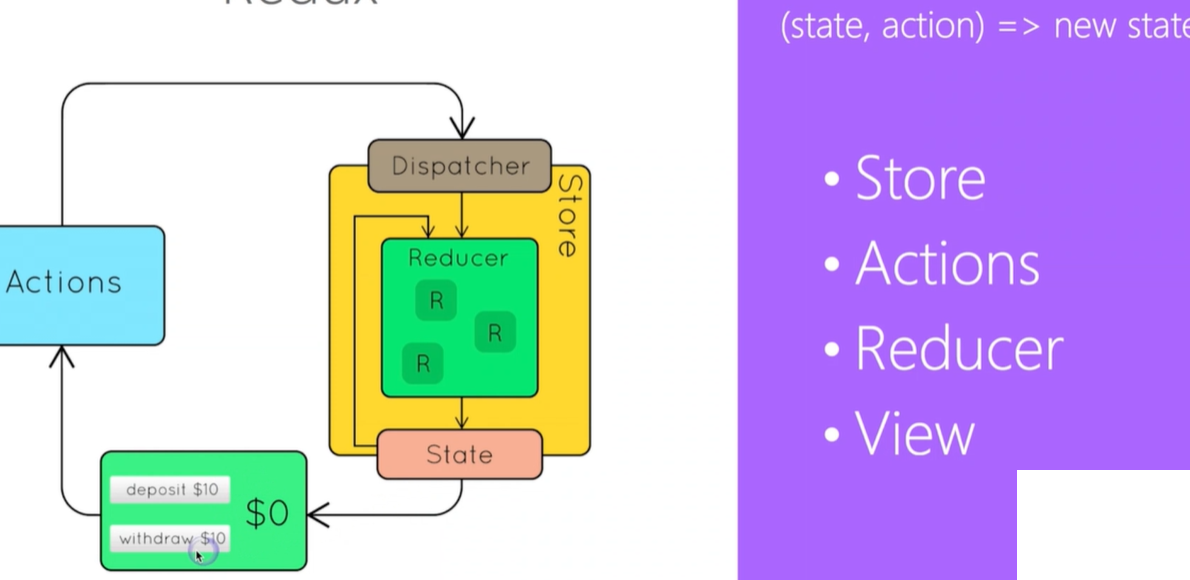 Redux
Dispatcher
Store
Reducer
R
R
R
Actions
State
deposit $10
$0
withdraw $10
(state, action) => new state
• Store
• Actions
• Reducer
• View